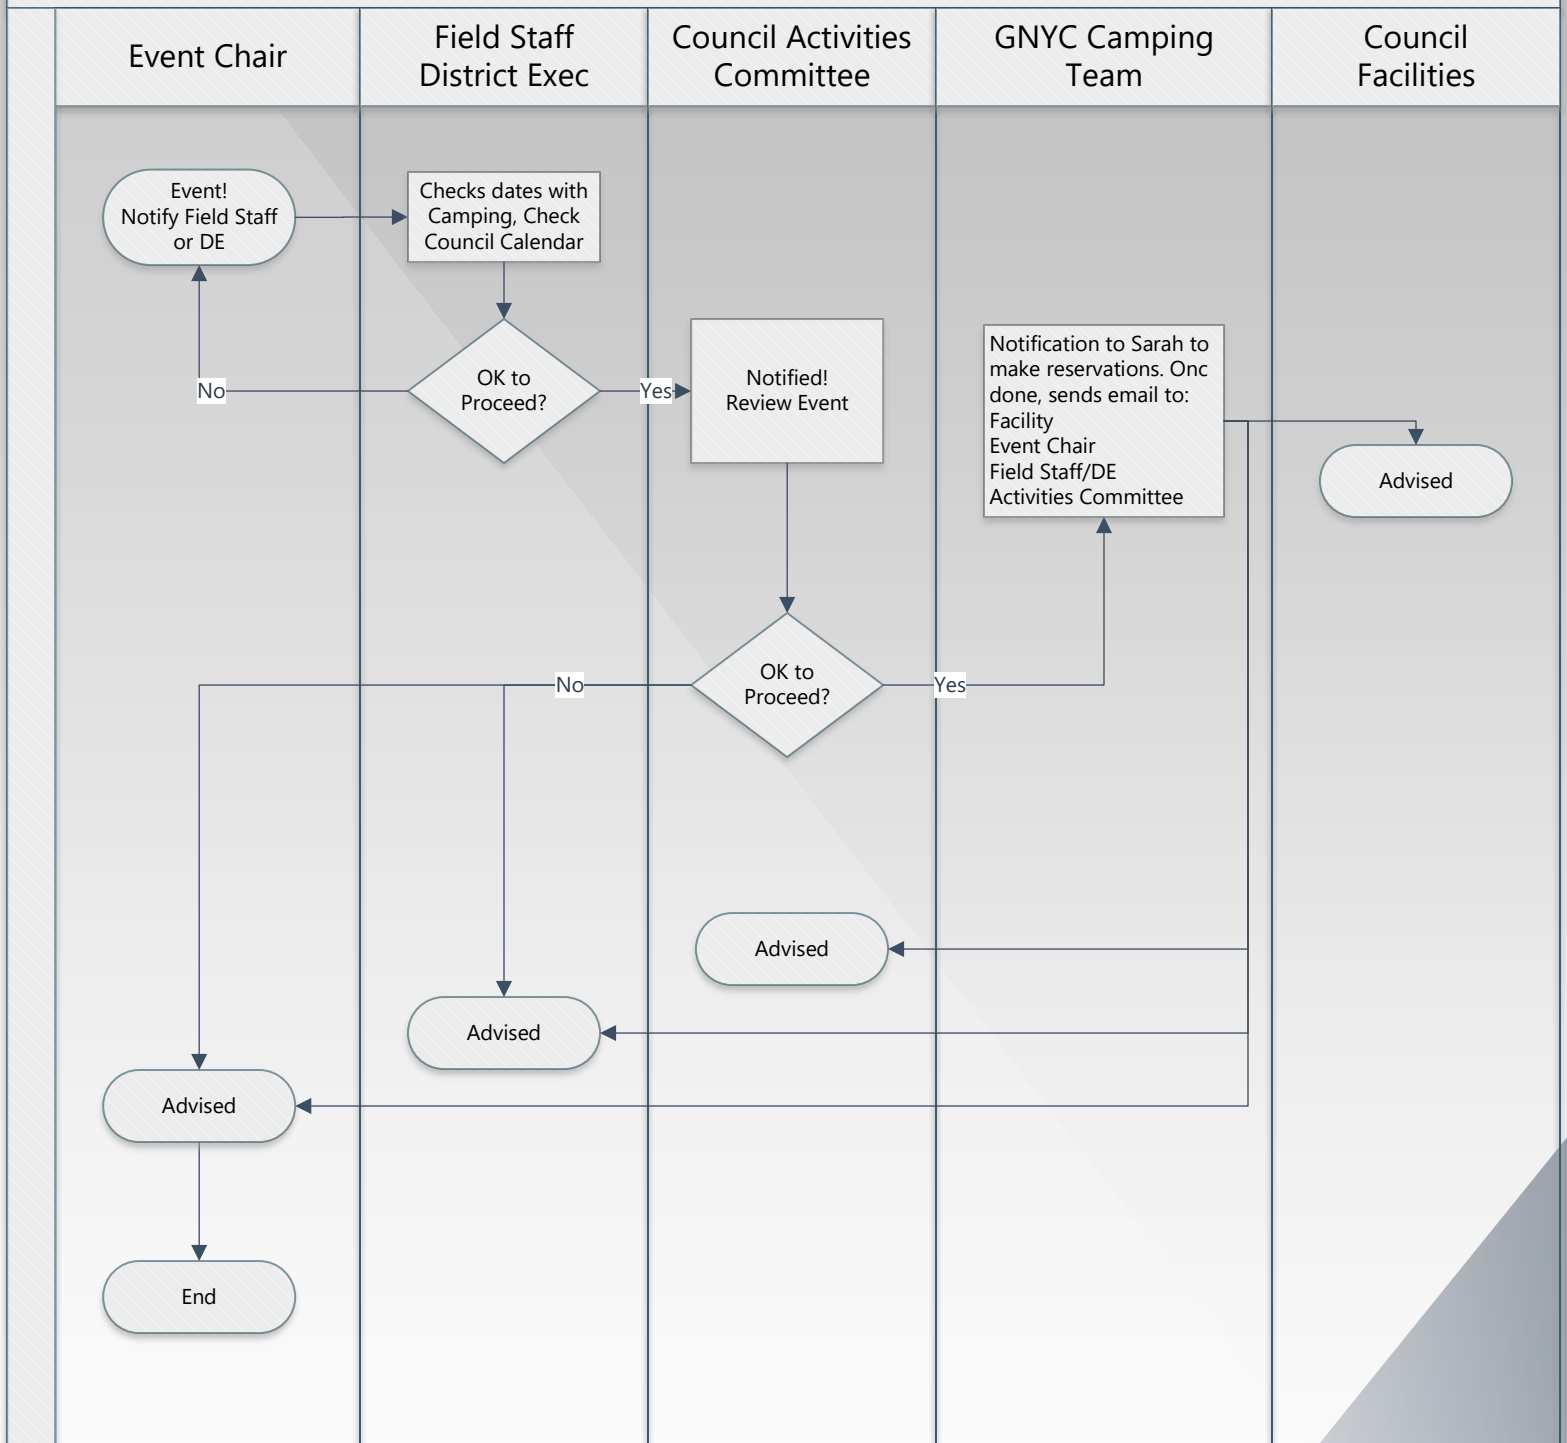 Event Chair
Field Staff
District Exec
Council Activities
Committee
GNYC Camping
Team
Council
Facilities
Event!
Notify Field Staff
or DE
Checks dates with
Camping, Check
Council Calendar
OK to
Proceed?
No
Yes
Notified!
Review Event
Notification to Sarah to
make reservations. Onc
done, sends email to:
Facility
Event Chair
Field Staff/DE
Activities Committee
Advised
OK to
Proceed?
No
Yes
Advised
Advised
Advised
End